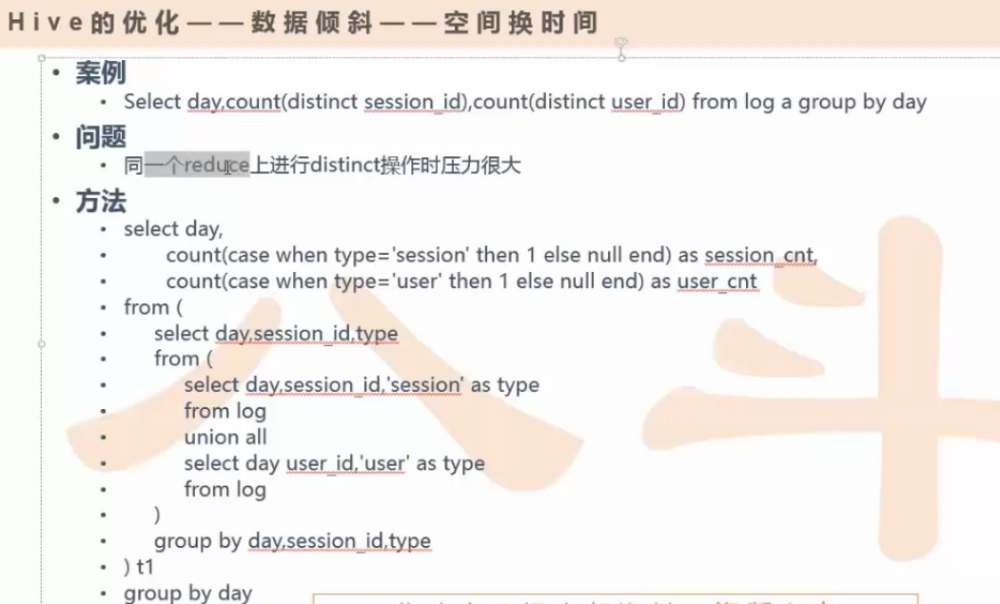 Hive的优化——数据倾斜——空间换时间
• 案例
• Select day,count(distinct session_id),count(distinct user_id) from log a group by day
• 问题
• 同一个reduce上进行distinct操作时压力很大
• 方法
• select day,
• count(case when type='session' then 1 else null end) as session_cnt,
• count(case when type='user' then 1 else null end) as user_cnt
• from (
• select day,session_id,type
• from (
• select day,session_id,'session' as type
• from log
• union all
• select day user_id,'user' as type
• from log
• )
• group by day,session_id,type
• ) t1
• group by day
八斗